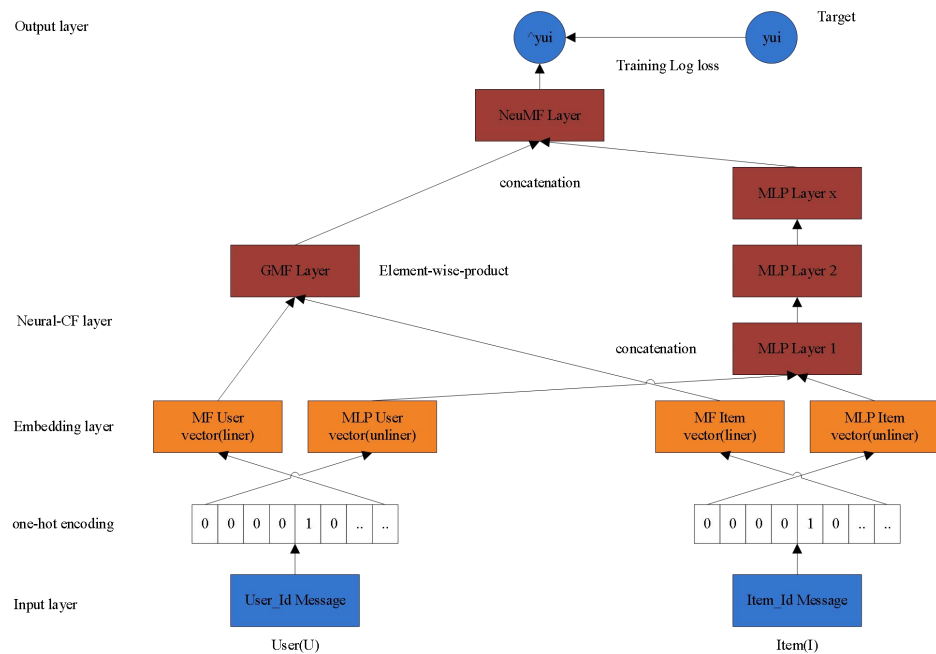 Output layer
^yui
yui
Target
Training Log loss
NeuMF Layer
concatenation
MLP Layer x
GMF Layer
Element-wise-product
MLP Layer 2
Neural-CF layer
concatenation
MLP Layer 1
Embedding layer
MF User
vector(liner)
MLP User
vector(unliner)
MF Item
vector(liner)
MLP Item
vector(unliner)
one-hot encoding
0 0 0 0 1 0 .. ..
0 0 0 0 1 0 .. ..
Input layer
User_Id Message
Item_Id Message
User(U)
Item(I)